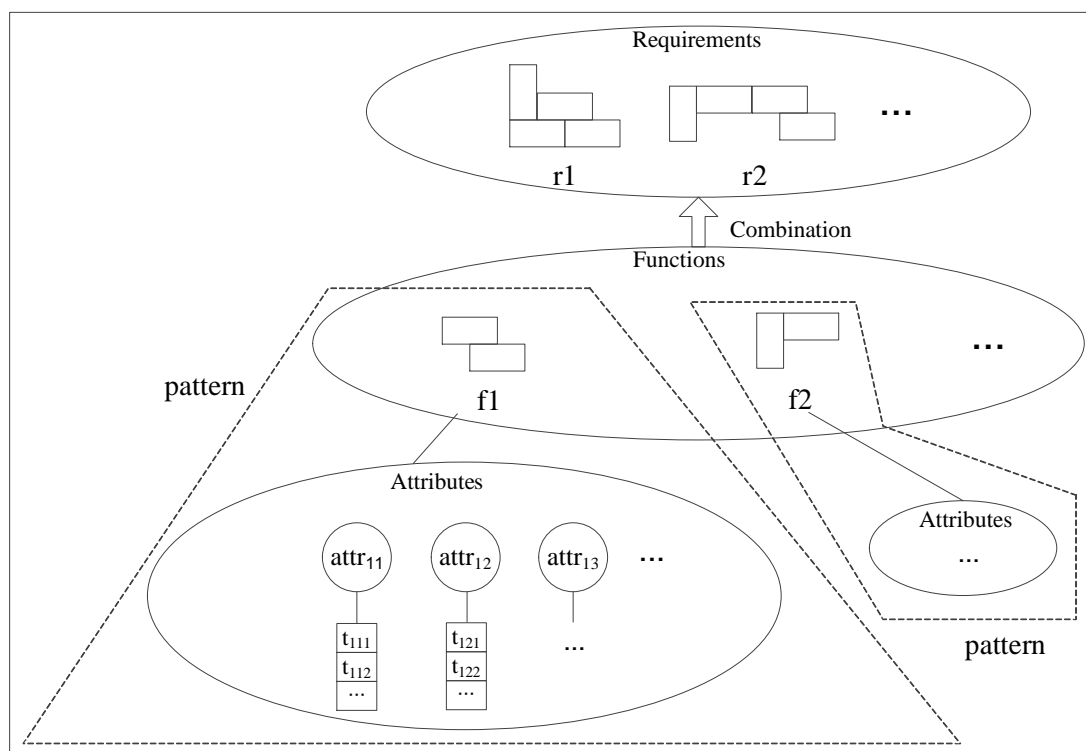 Requirements
...
r1 r2
Combination
Functions
...
pattern
f1 f2
Attributes
attr11 attr12 attr13 ...
t111 t121 ...
t112 t122
... ...
Attributes
...
pattern